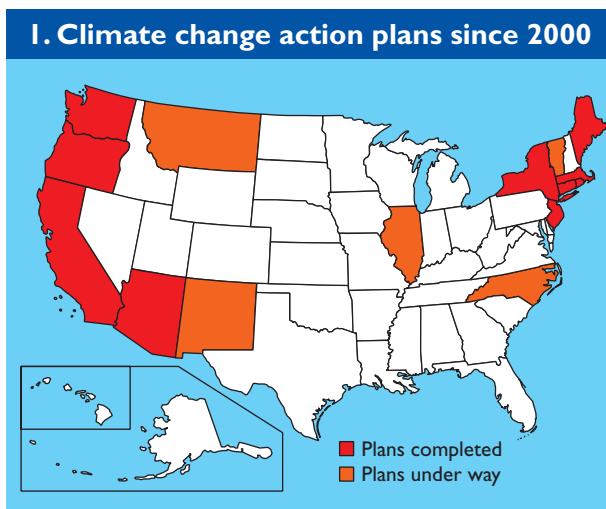 1. Climate change action plans since 2000
Plans completed
Plans under way